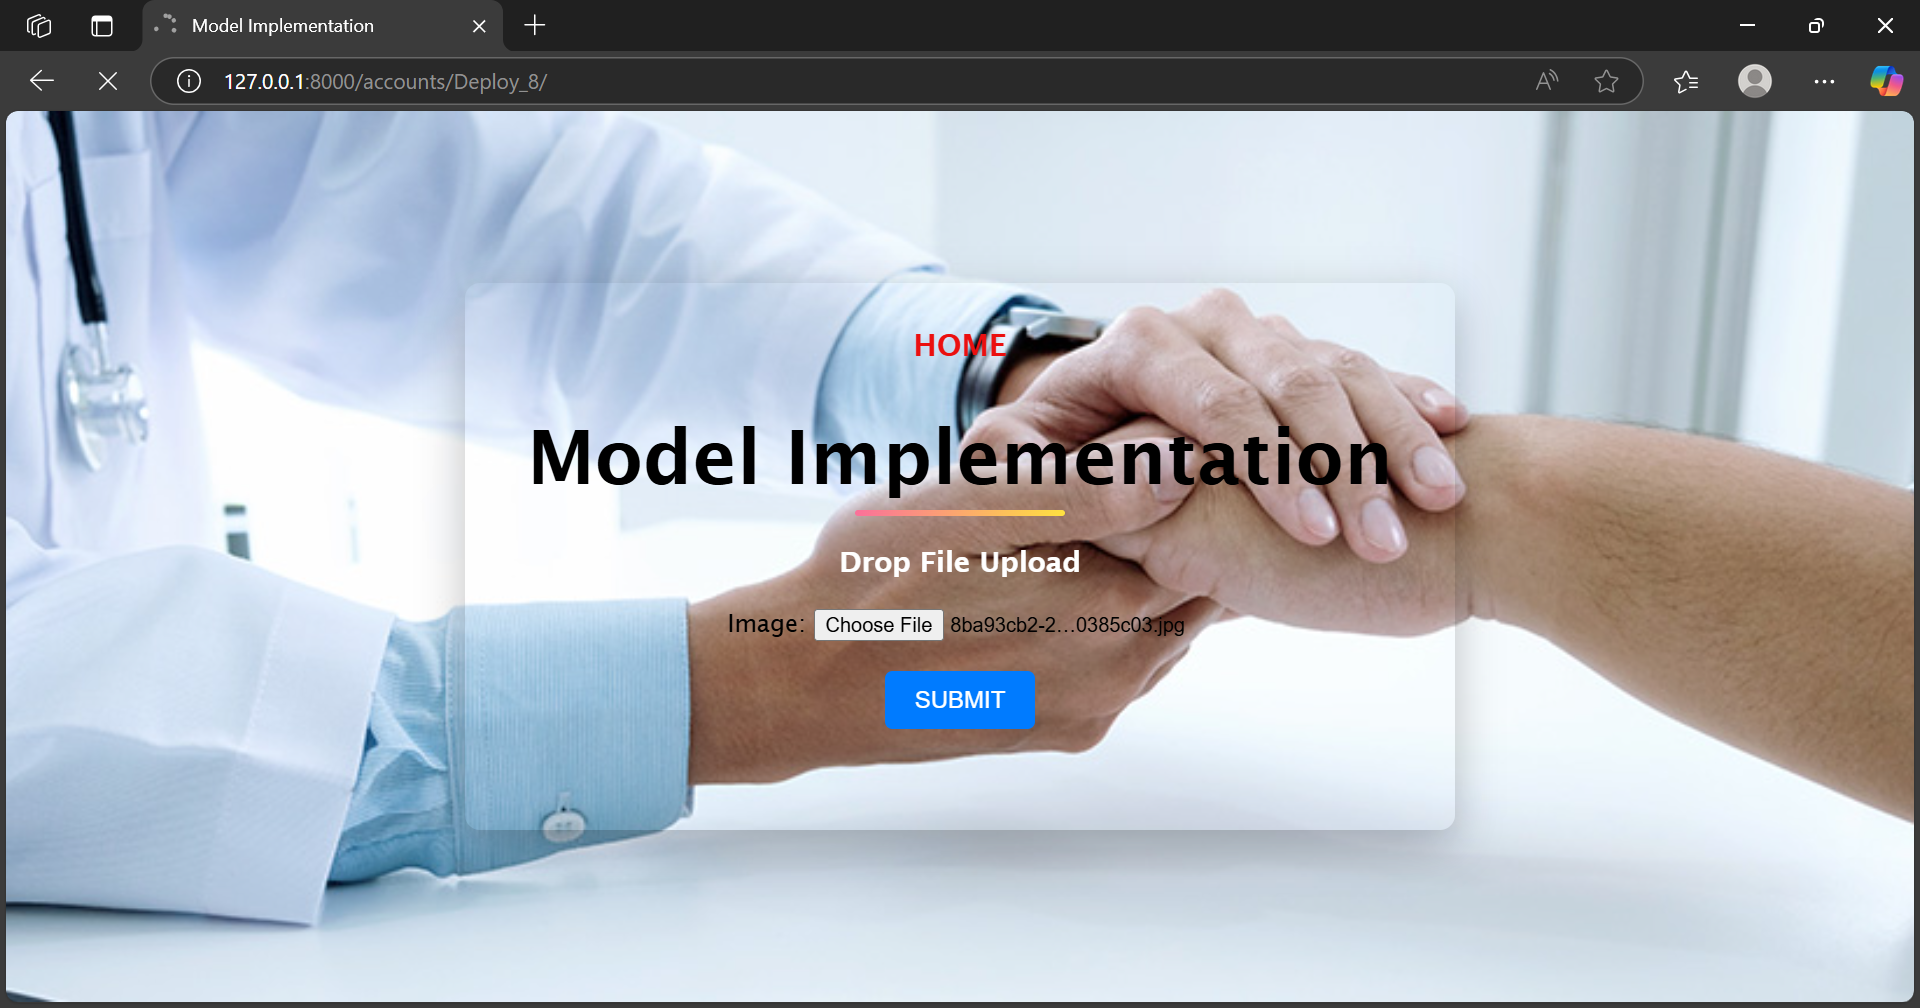 Model Implementation
127.0.0.1:8000/accounts/Deploy_8/
HOME
Model Implementation
Drop File Upload
Image: Choose File 8ba93cb2-2...0385c03.jpg
SUBMIT